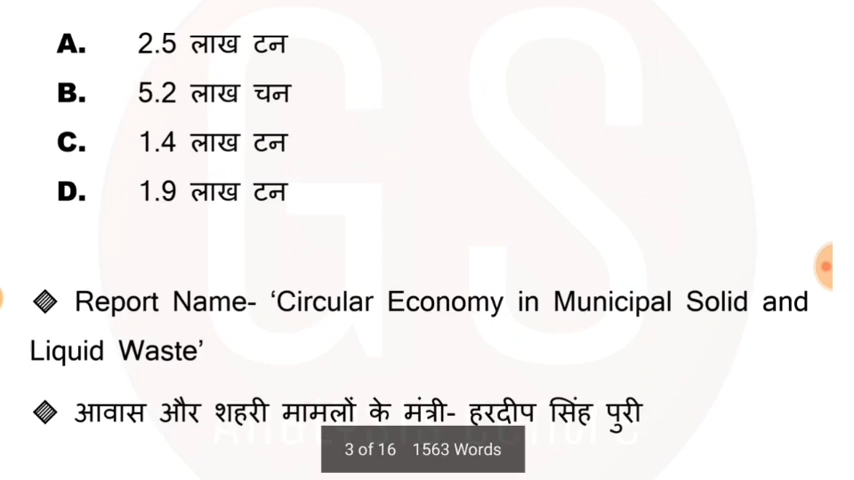 A. 2.5 लाख टन
B. 5.2 लाख चन
C. 1.4 लाख टन
D. 1.9 लाख टन
GS
◈ Report Name- ‘Circular Economy in Municipal Solid and
Liquid Waste’
◈ आवास और शहरी मामलों के मंत्री- हरदीप सिंह पुरी
3 of 16 1563 Words